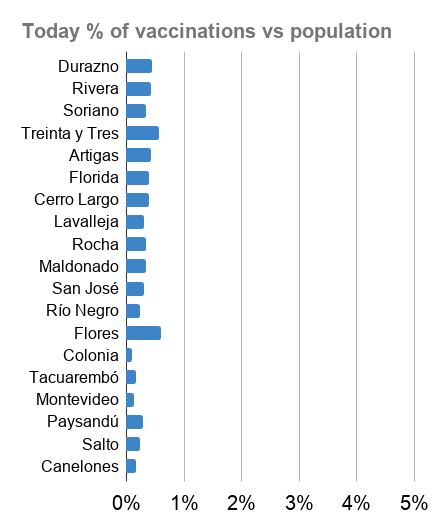 Today % of vaccinations vs population
Durazno
Rivera
Soriano
Treinta y Tres
Artigas
Florida
Cerro Largo
Lavalleja
Rocha
Maldonado
San José
Río Negro
Flores
Colonia
Tacuarembó
Montevideo
Paysandú
Salto
Canelones
0% 1% 2% 3% 4% 5%